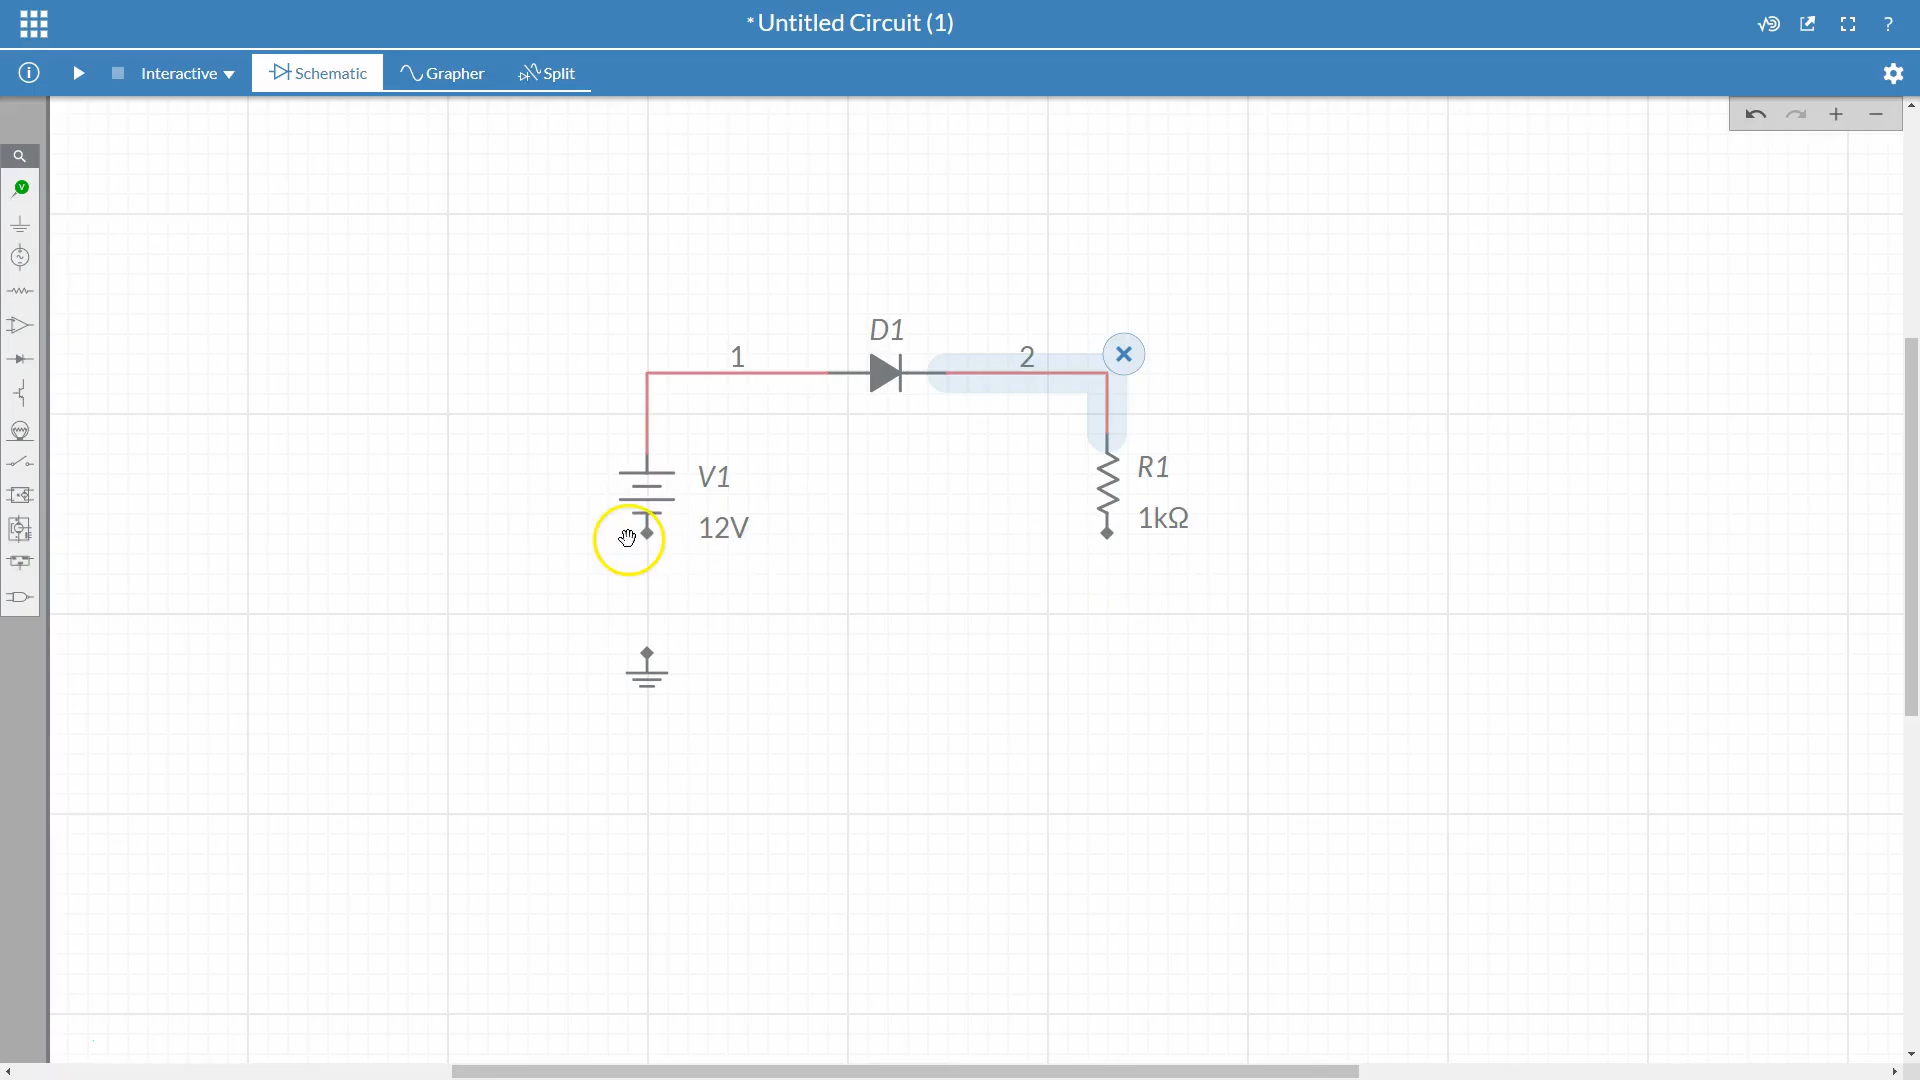 * Untitled Circuit (1)
?
i Interactive Schematic Grapher Split
V
D1
1
2
V1
12V
R1
1kΩ